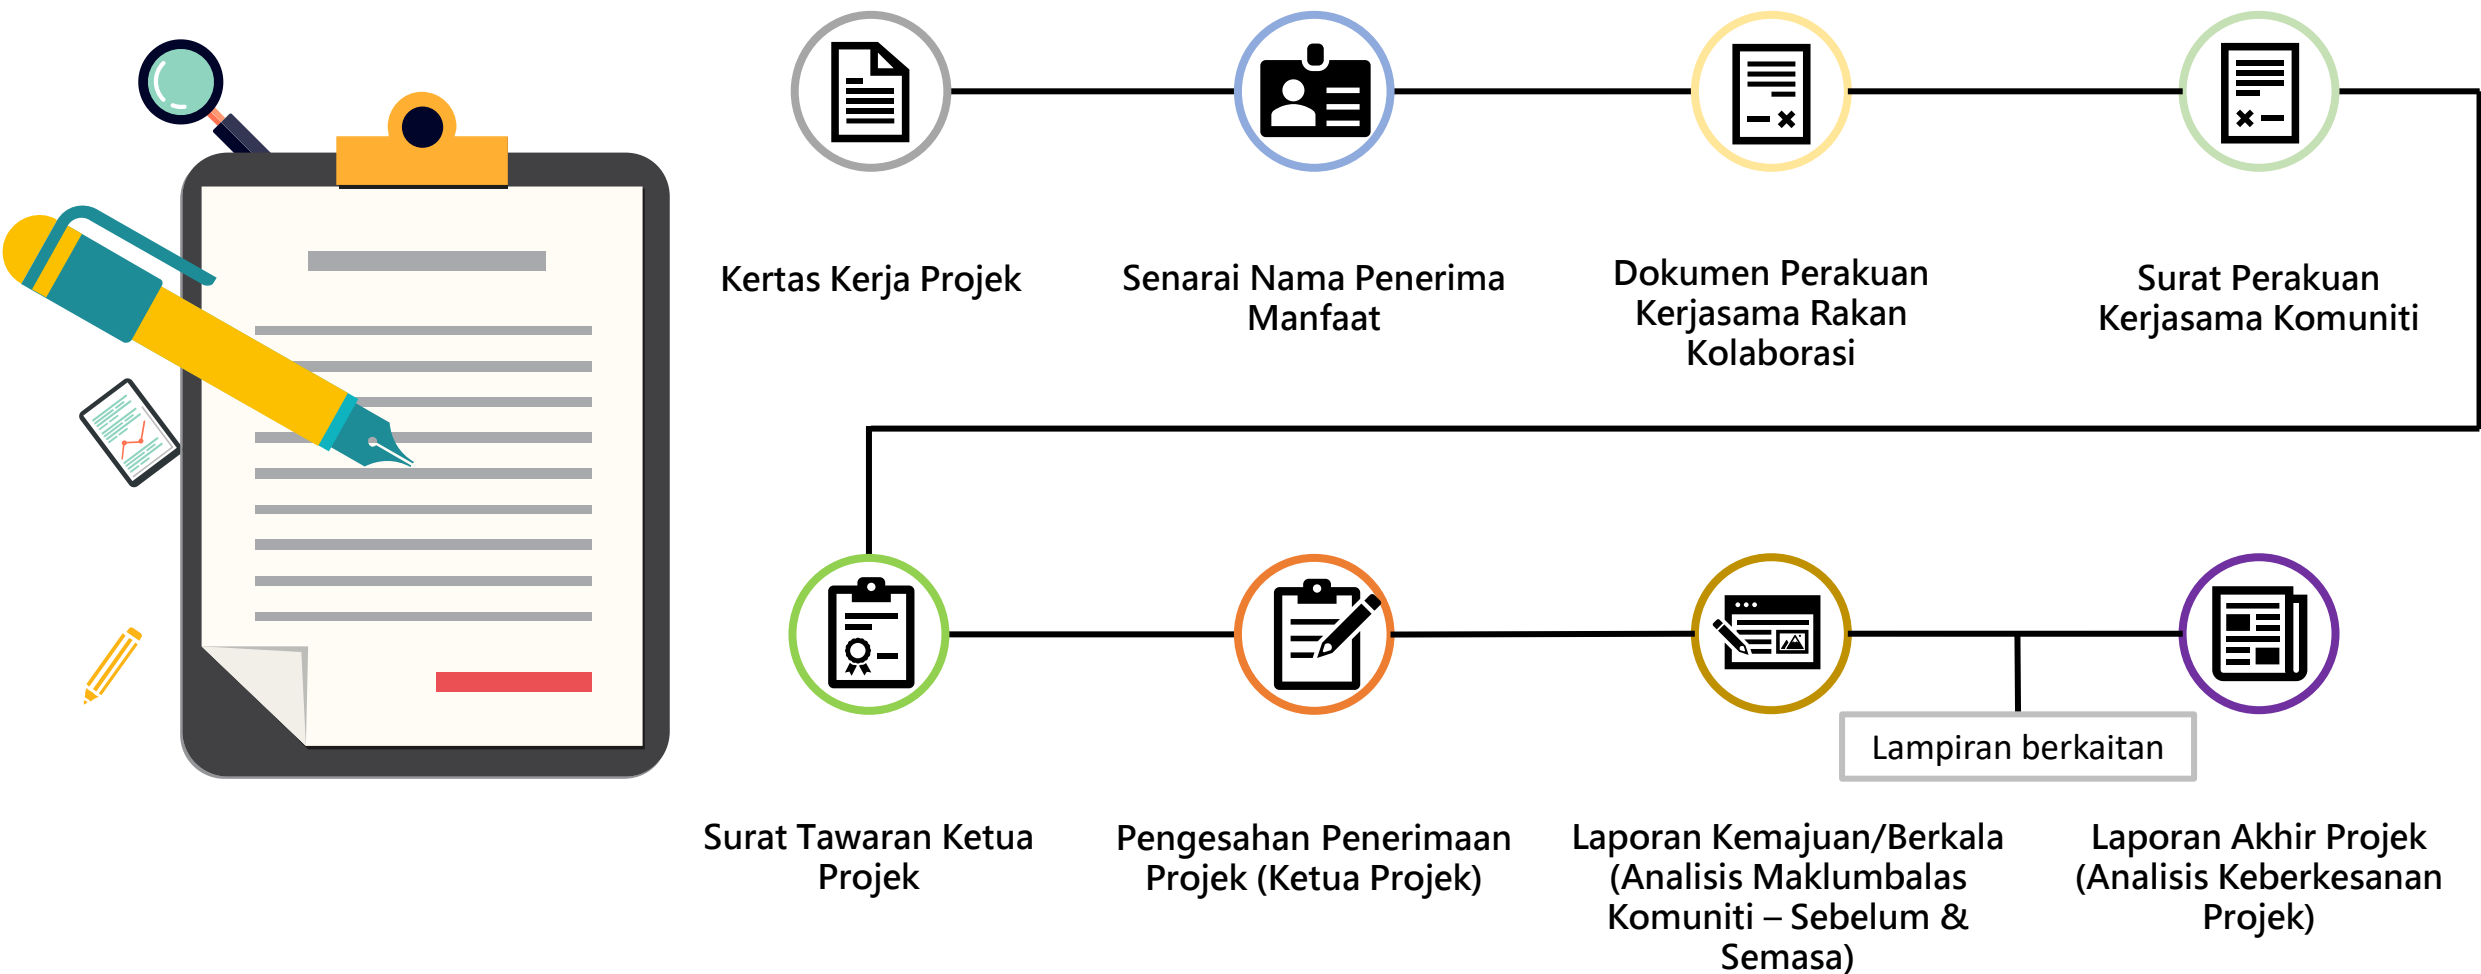 Kertas Kerja Projek
Senarai Nama Penerima
Manfaat
Dokumen Perakuan
Kerjasama Rakan
Kolaborasi
Surat Perakuan
Kerjasama Komuniti
Surat Tawaran Ketua
Projek
Pengesahan Penerimaan
Projek (Ketua Projek)
Laporan Kemajuan/Berkala
(Analisis Maklumbalas
Komuniti – Sebelum &
Semasa)
Lampiran berkaitan
Laporan Akhir Projek
(Analisis Keberkesanan
Projek)